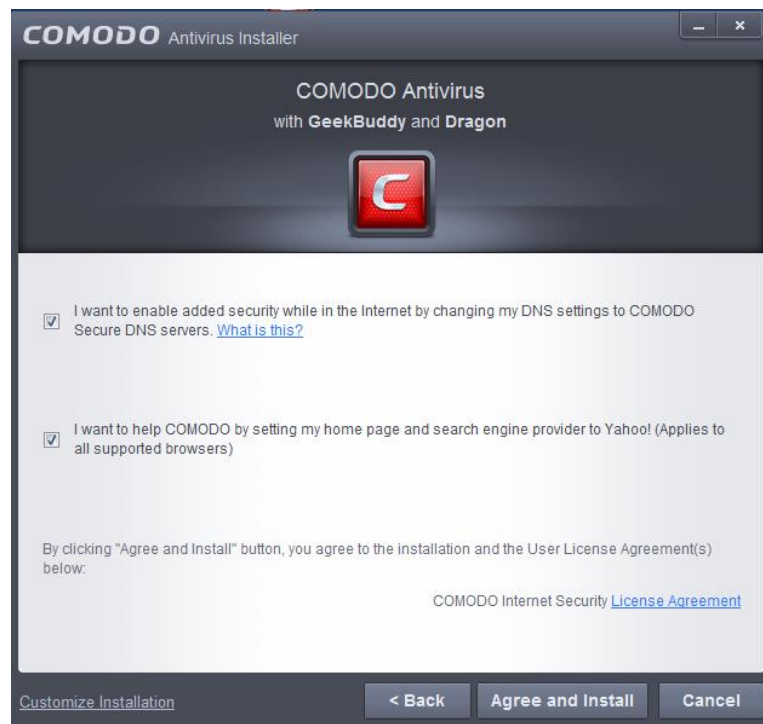 COMODO Antivirus Installer
COMODO Antivirus
with GeekBuddy and Dragon
C
I want to enable added security while in the Internet by changing my DNS settings to COMODO
Secure DNS servers. What is this?
I want to help COMODO by setting my home page and search engine provider to Yahoo! (Applies to
all supported browsers)
By clicking "Agree and Install" button, you agree to the installation and the User License Agreement(s)
below:
COMODO Internet Security License Agreement
Customize Installation
< Back
Agree and Install
Cancel